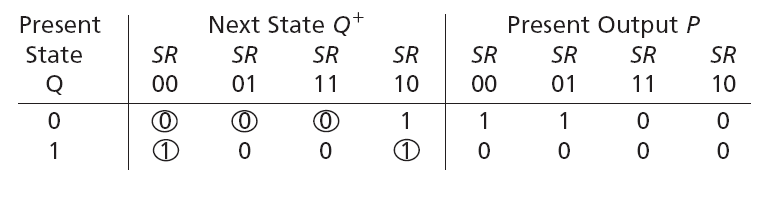 Present Next State Q⁺ Present Output P
State SR SR SR SR SR SR SR SR
Q 00 01 11 10 00 01 11 10
0 ⓪ ⓪ ⓪ 1 1 1 0 0
1 ① 0 0 ① 0 0 0 0